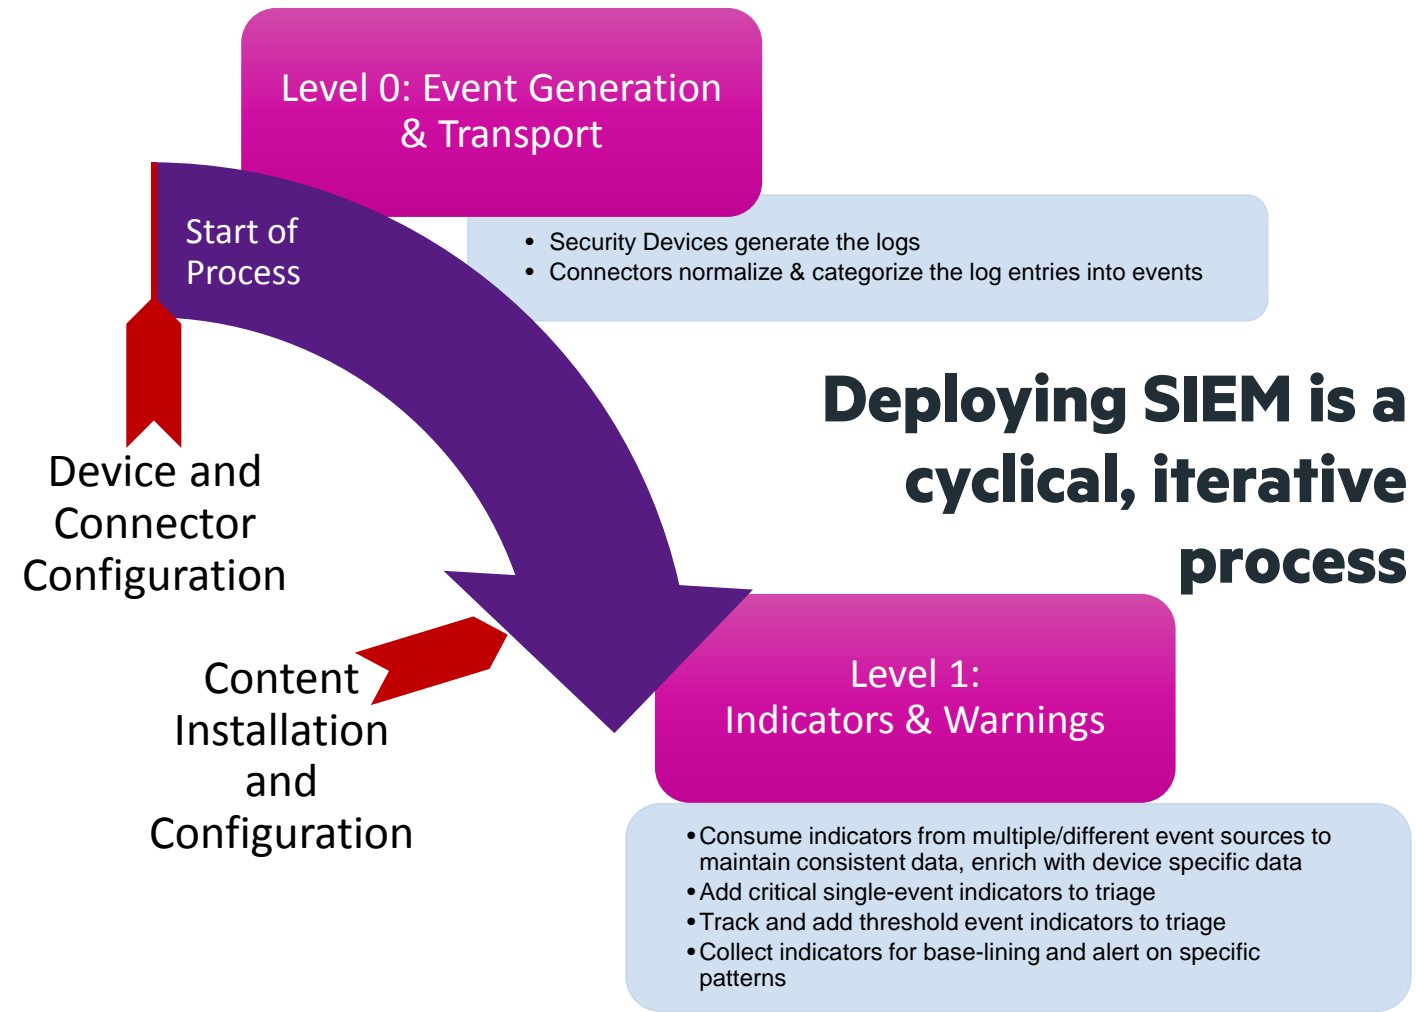 Level 0: Event Generation
& Transport
Start of
Process
• Security Devices generate the logs
• Connectors normalize & categorize the log entries into events
Deploying SIEM is a
cyclical, iterative
process
Device and
Connector
Configuration
Content
Installation
and
Configuration
Level 1:
Indicators & Warnings
• Consume indicators from multiple/different event sources to
maintain consistent data, enrich with device specific data
• Add critical single-event indicators to triage
• Track and add threshold event indicators to triage
• Collect indicators for base-lining and alert on specific
patterns